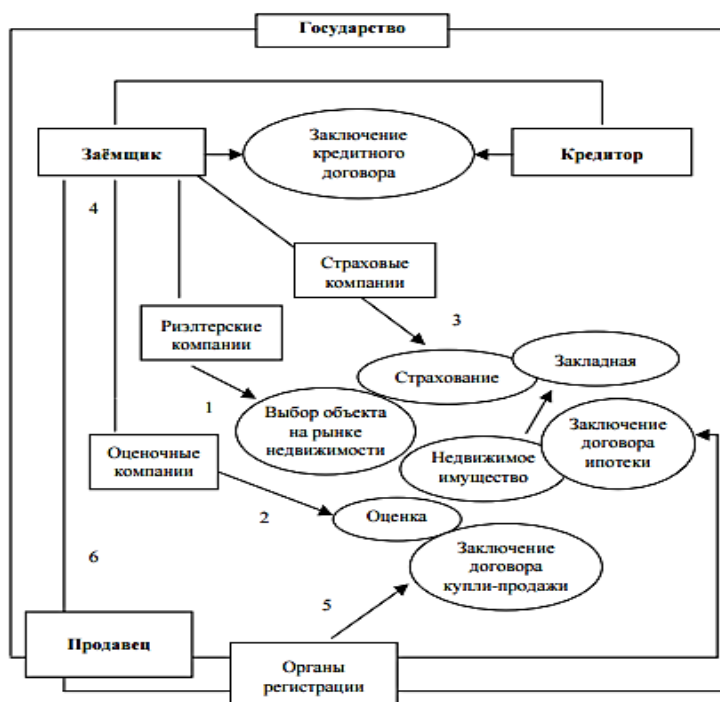 Государство
Заключение
кредитного
договора
Заёмщик
Кредитор
4
Страховые
компании
Риэлтерские
компании
3
Страхование
Закладная
1
Выбор объекта
на рынке
недвижимости
Заключение
договора
ипотеки
Оценочные
компании
Недвижимое
имущество
2
Оценка
6
Заключение
договора
купли-продажи
5
Продавец
Органы
регистрации